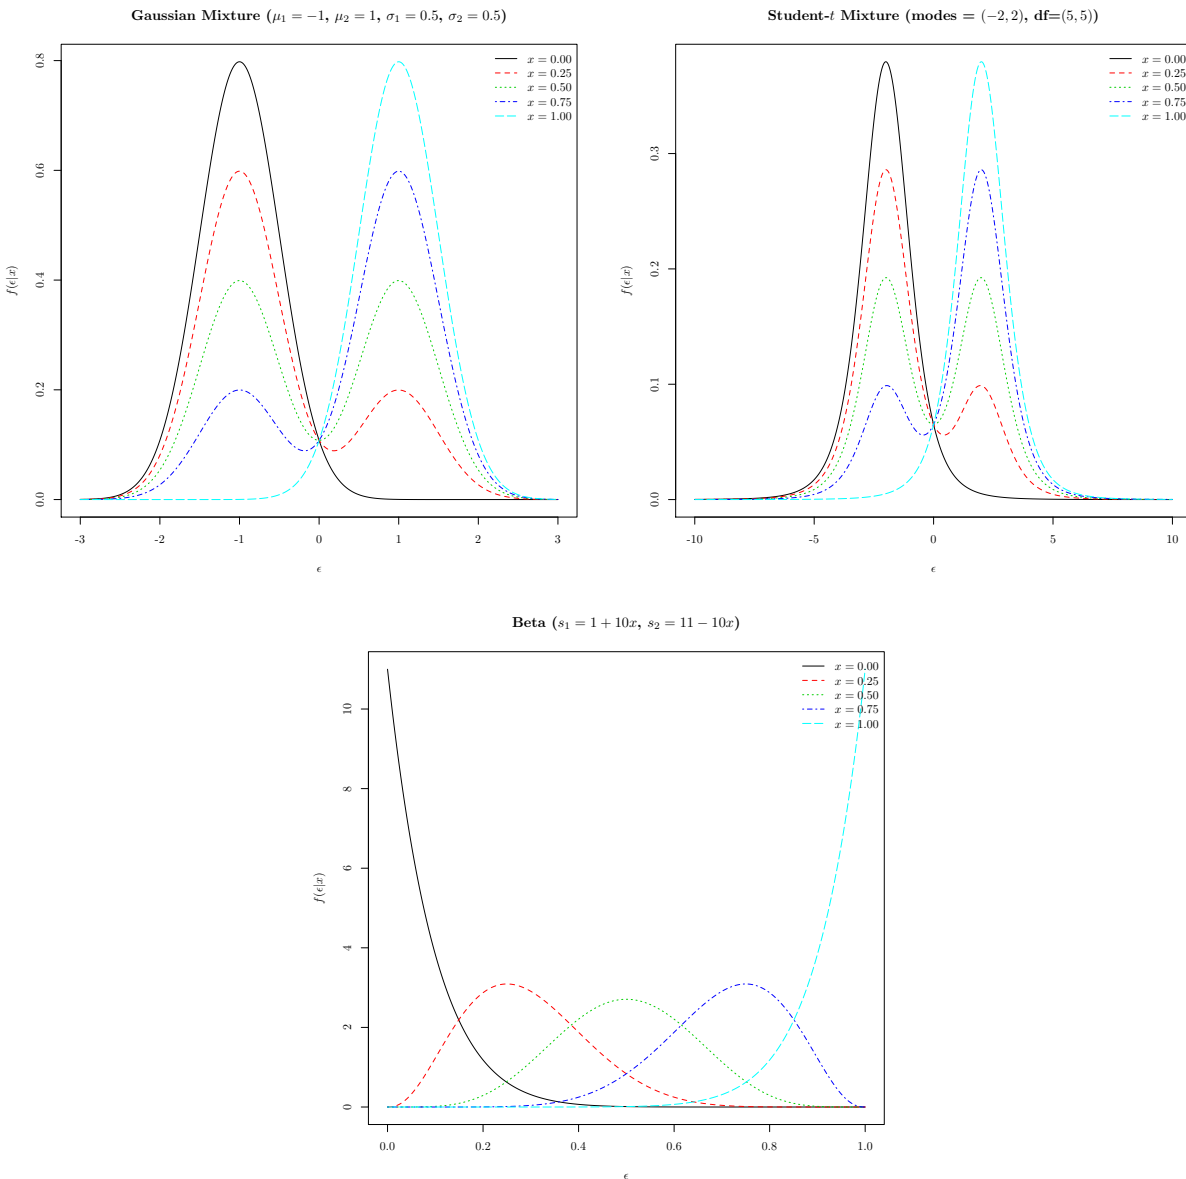 Gaussian Mixture (μ₁ = −1, μ₂ = 1, σ₁ = 0.5, σ₂ = 0.5)
x = 0.00
x = 0.25
x = 0.50
x = 0.75
x = 1.00
f(ϵ|x)
0.8
0.6
0.4
0.2
0.0
-3 -2 -1 0 1 2 3
ϵ
Student-t Mixture (modes = (−2, 2), df=(5, 5))
x = 0.00
x = 0.25
x = 0.50
x = 0.75
x = 1.00
f(ϵ|x)
0.3
0.2
0.1
0.0
-10 -5 0 5 10
ϵ
Beta (s₁ = 1 + 10x, s₂ = 11 − 10x)
x = 0.00
x = 0.25
x = 0.50
x = 0.75
x = 1.00
f(ϵ|x)
10
8
6
4
2
0
0.0 0.2 0.4 0.6 0.8 1.0
ϵ